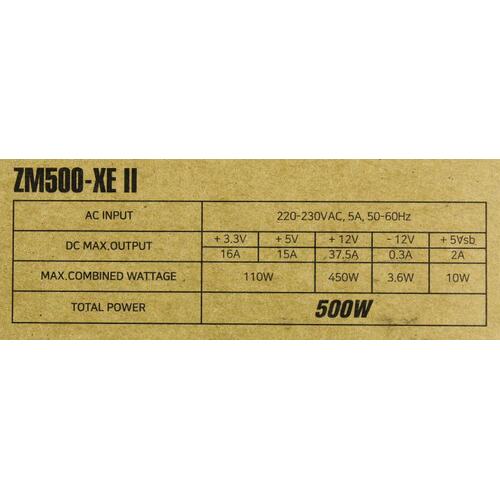 ZM500-XE II
AC INPUT 220-230VAC, 5A, 50-60Hz
DC MAX.OUTPUT +3.3V +5V +12V -12V +5Vsb
16A 15A 37.5A 0.3A 2A
MAX.COMBINED WATTAGE 110W 450W 3.6W 10W
TOTAL POWER 500W